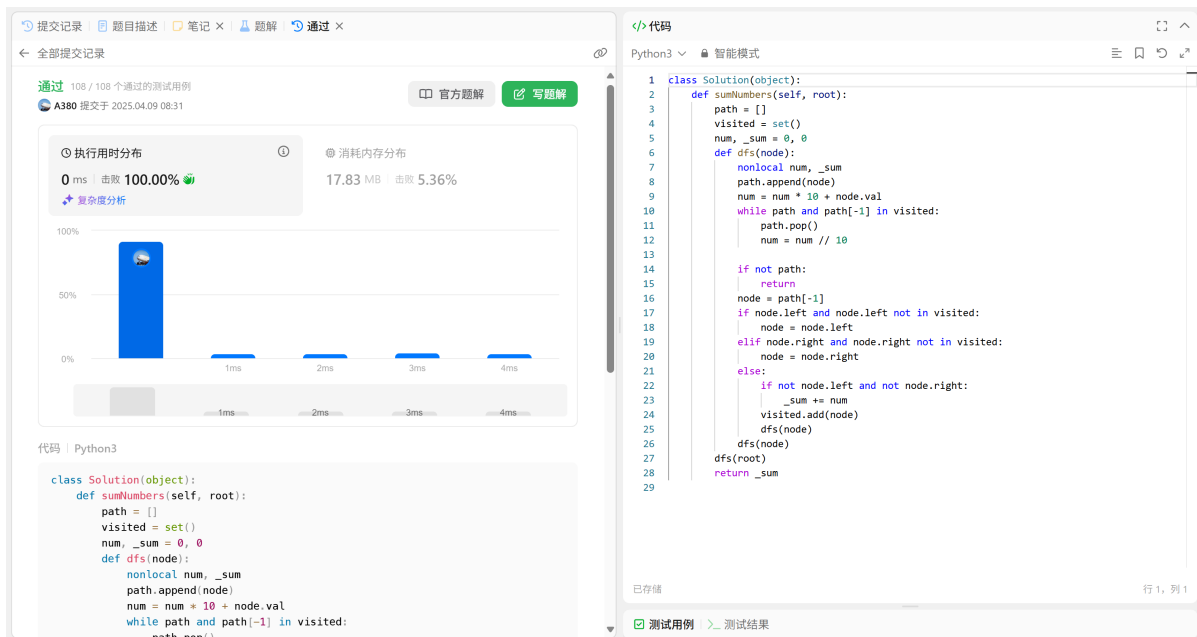 提交记录 题目描述 笔记 × 题解 通过 ×
← 全部提交记录
通过 108 / 108 个通过的测试用例
A380 提交于 2025.04.09 08:31
官方题解 写题解
执行用时分布
0 ms 击败 100.00%
复杂度分析
消耗内存分布
17.83 MB 击败 5.36%
100%
50%
0%
1ms 2ms 3ms 4ms
1ms 2ms 3ms 4ms
代码 Python3
class Solution(object):
    def sumNumbers(self, root):
        path = []
        visited = set()
        num, _sum = 0, 0
        def dfs(node):
            nonlocal num, _sum
            path.append(node)
            num = num * 10 + node.val
            while path and path[-1] in visited:
                path.pop()
</> 代码
Python3 智能模式
1 class Solution(object):
2     def sumNumbers(self, root):
3         path = []
4         visited = set()
5         num, _sum = 0, 0
6         def dfs(node):
7             nonlocal num, _sum
8             path.append(node)
9             num = num * 10 + node.val
10             while path and path[-1] in visited:
11                 path.pop()
12                 num = num // 10
13
14             if not path:
15                 return
16             node = path[-1]
17             if node.left and node.left not in visited:
18                 node = node.left
19             elif node.right and node.right not in visited:
20                 node = node.right
21             else:
22                 if not node.left and not node.right:
23                     _sum += num
24                 visited.add(node)
25                 dfs(node)
26             dfs(node)
27         dfs(root)
28         return _sum
29
已存储 行 1, 列 1
测试用例 >_ 测试结果